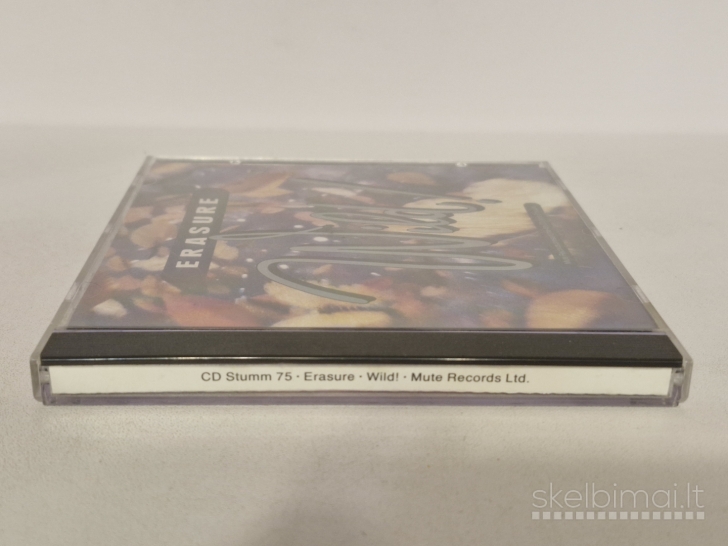 ERASURE
Wild!
CD Stumm 75 · Erasure · Wild! · Mute Records Ltd.
skelbimai.lt